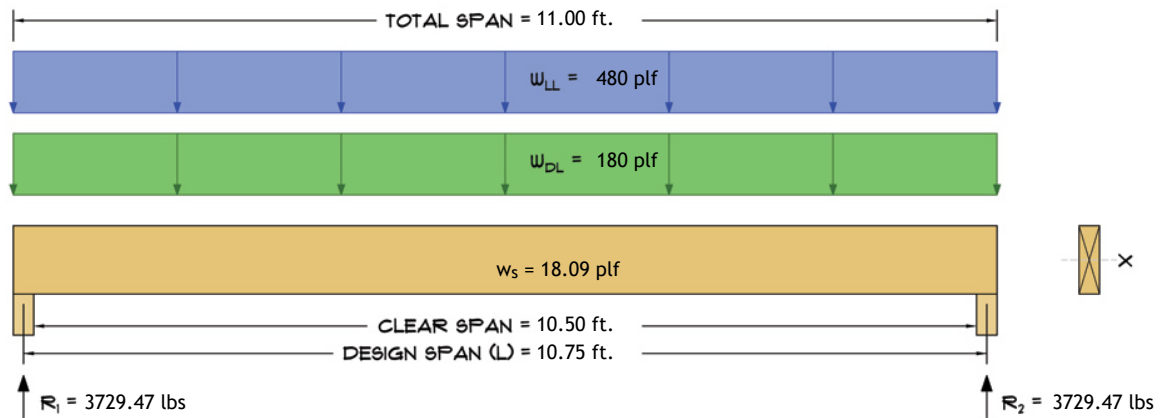 TOTAL SPAN = 11.00 ft.
WLL = 480 plf
WDL = 180 plf
ws = 18.09 plf
X
CLEAR SPAN = 10.50 ft.
DESIGN SPAN (L) = 10.75 ft.
R1 = 3729.47 lbs
R2 = 3729.47 lbs